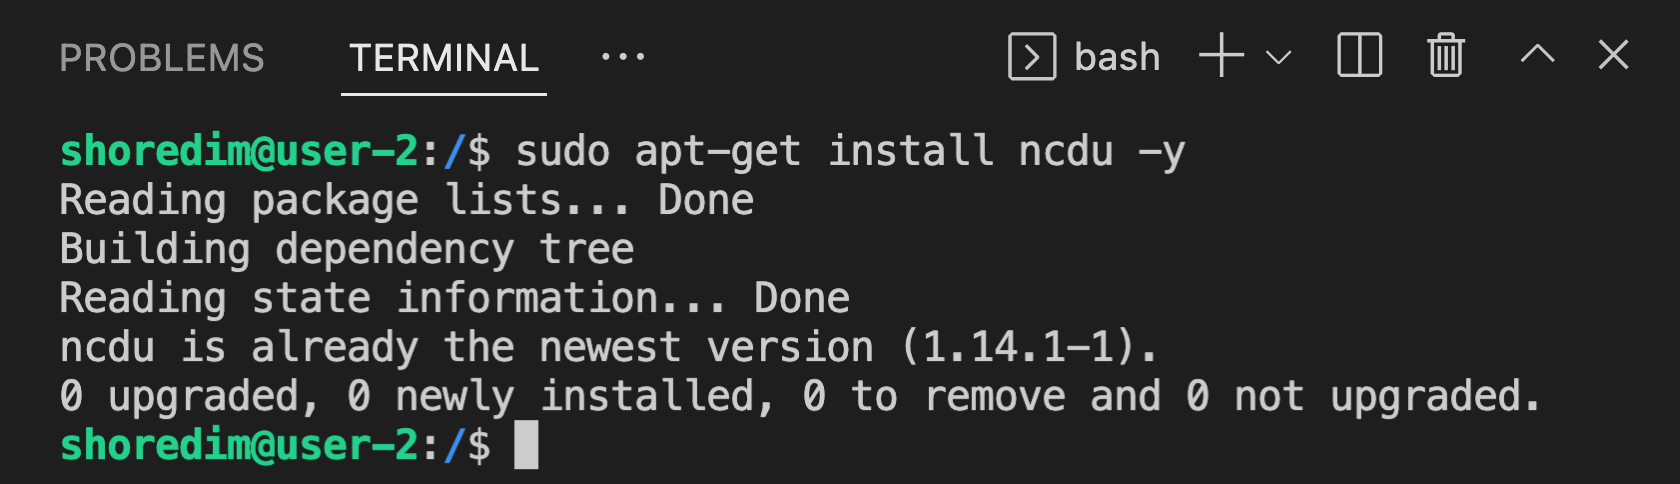 PROBLEMS TERMINAL ... bash
shoredim@user-2:/$ sudo apt-get install ncdu -y
Reading package lists... Done
Building dependency tree
Reading state information... Done
ncdu is already the newest version (1.14.1-1).
0 upgraded, 0 newly installed, 0 to remove and 0 not upgraded.
shoredim@user-2:/$